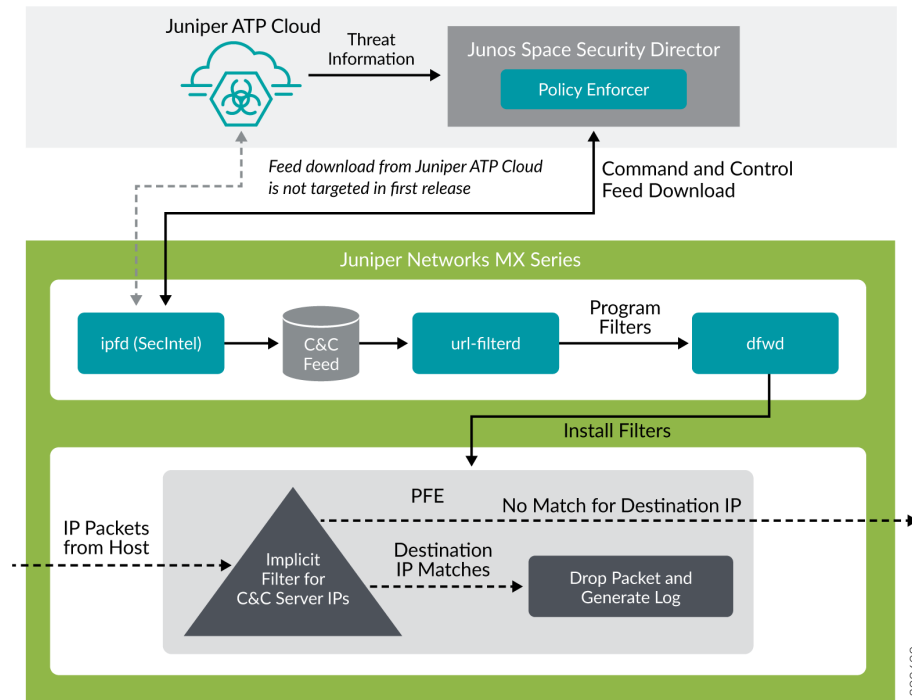 Juniper ATP Cloud
Threat
Information
Junos Space Security Director
Policy Enforcer
Feed download from Juniper ATP Cloud
is not targeted in first release
Command and Control
Feed Download
Juniper Networks MX Series
ipfd (SecIntel)
C&C
Feed
url-filterd
Program
Filters
dfwd
Install Filters
PFE
No Match for Destination IP
IP Packets
from Host
Implicit
Filter for
C&C Server IPs
Destination
IP Matches
Drop Packet and
Generate Log